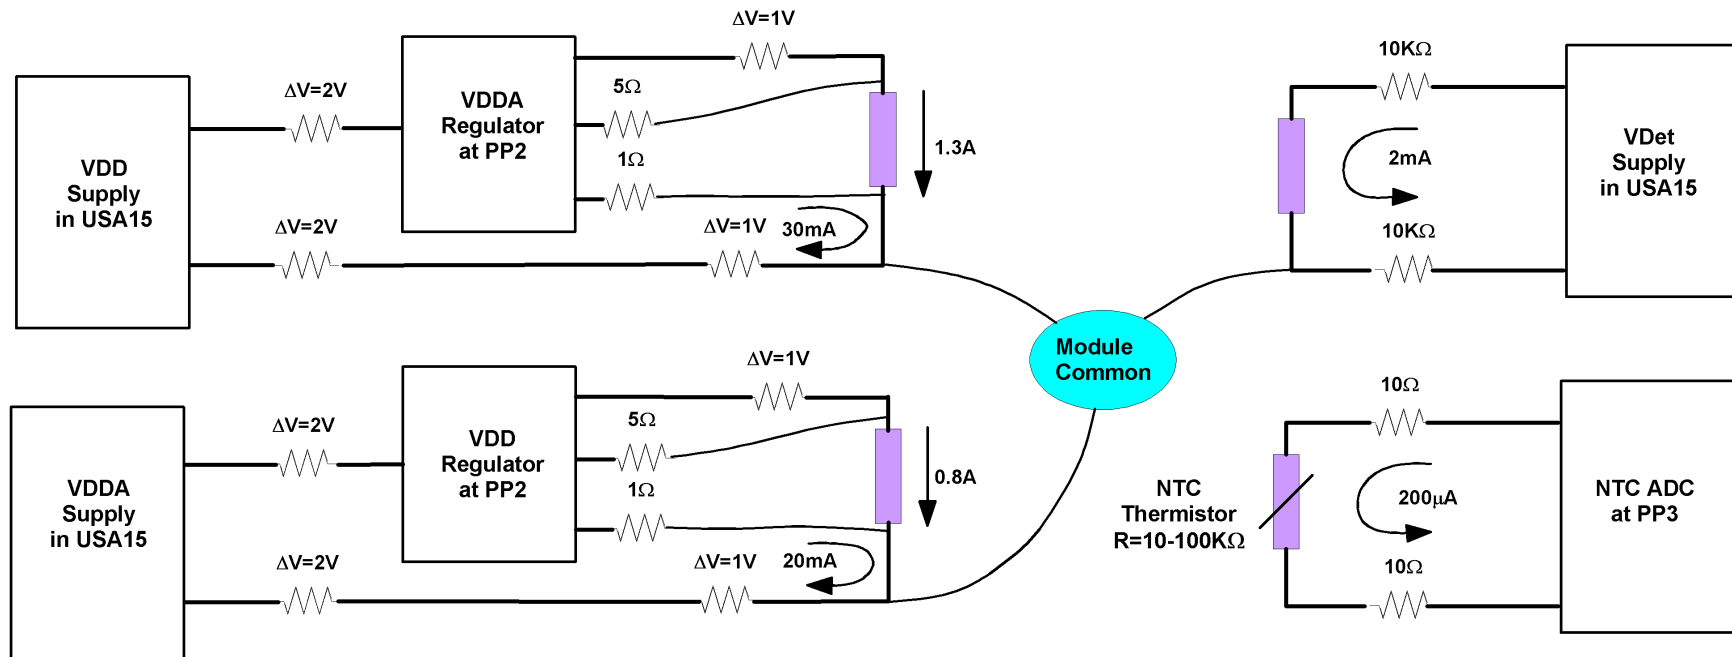 ΔV=1V
10KΩ
ΔV=2V
5Ω
VDDA
Regulator
at PP2
1Ω
1.3A
VDD
Supply
in USA15
2mA
VDet
Supply
in USA15
ΔV=2V
ΔV=1V
30mA
10KΩ
Module
Common
ΔV=1V
10Ω
ΔV=2V
5Ω
VDD
Regulator
at PP2
1Ω
0.8A
VDDA
Supply
in USA15
NTC
Thermistor
R=10-100KΩ
200μA
NTC ADC
at PP3
ΔV=2V
ΔV=1V
20mA
10Ω